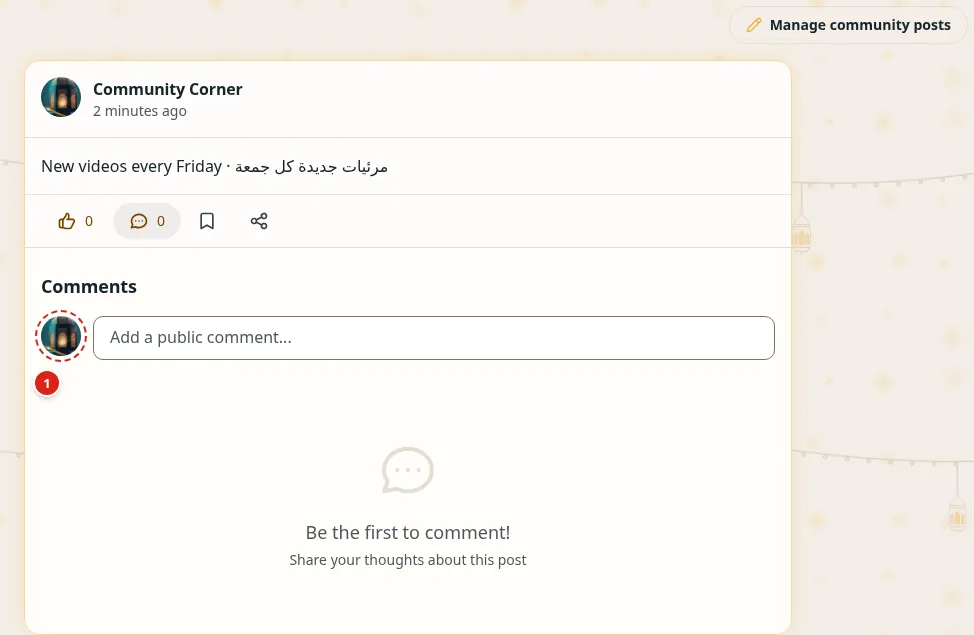 Manage community posts
Community Corner
2 minutes ago
New videos every Friday · مرئيات جديدة كل جمعة
0
0
Comments
Add a public comment...
1
Be the first to comment!
Share your thoughts about this post